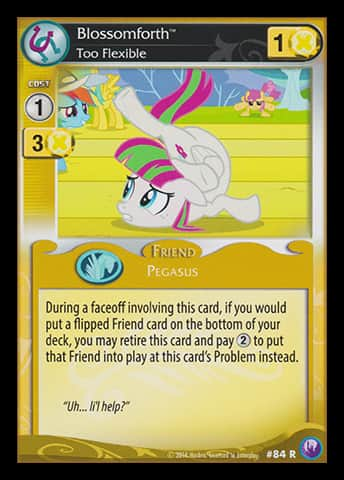 Blossomforth™
Too Flexible
1
COST
1
3
FRIEND
PEGASUS
During a faceoff involving this card, if you would
put a flipped Friend card on the bottom of your
deck, you may retire this card and pay 2 to put
that Friend into play at this card's Problem instead.
"Uh... li'l help?"
#84 R